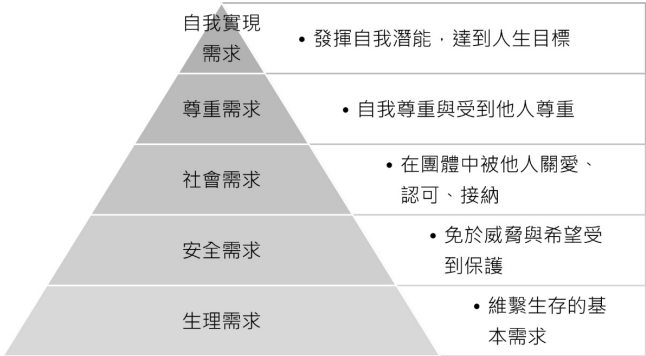 自我實現
需求
• 發揮自我潛能，達到人生目標
尊重需求
• 自我尊重與受到他人尊重
社會需求
• 在團體中被他人關愛、
認可、接納
安全需求
• 免於威脅與希望受
到保護
生理需求
• 維繫生存的基
本需求